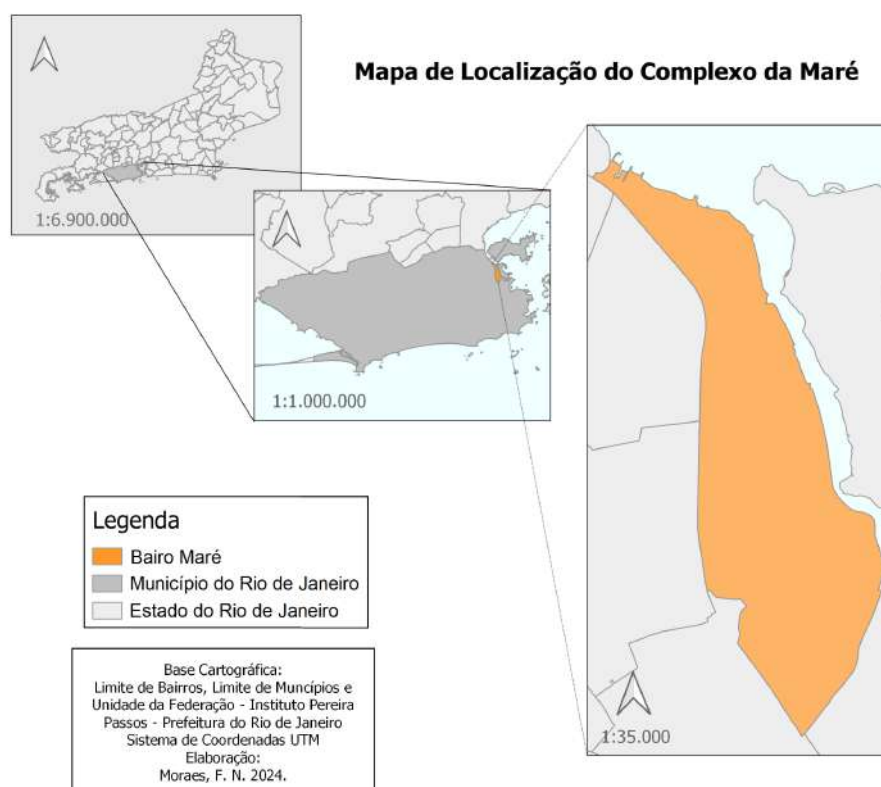 Mapa de Localização do Complexo da Maré
1:6.900.000
1:1.000.000
1:35.000
Legenda
Bairo Maré
Município do Rio de Janeiro
Estado do Rio de Janeiro
Base Cartográfica:
Limite de Bairros, Limite de Muncípios e
Unidade da Federação - Instituto Pereira
Passos - Prefeitura do Rio de Janeiro
Sistema de Coordenadas UTM
Elaboração:
Moraes, F. N. 2024.